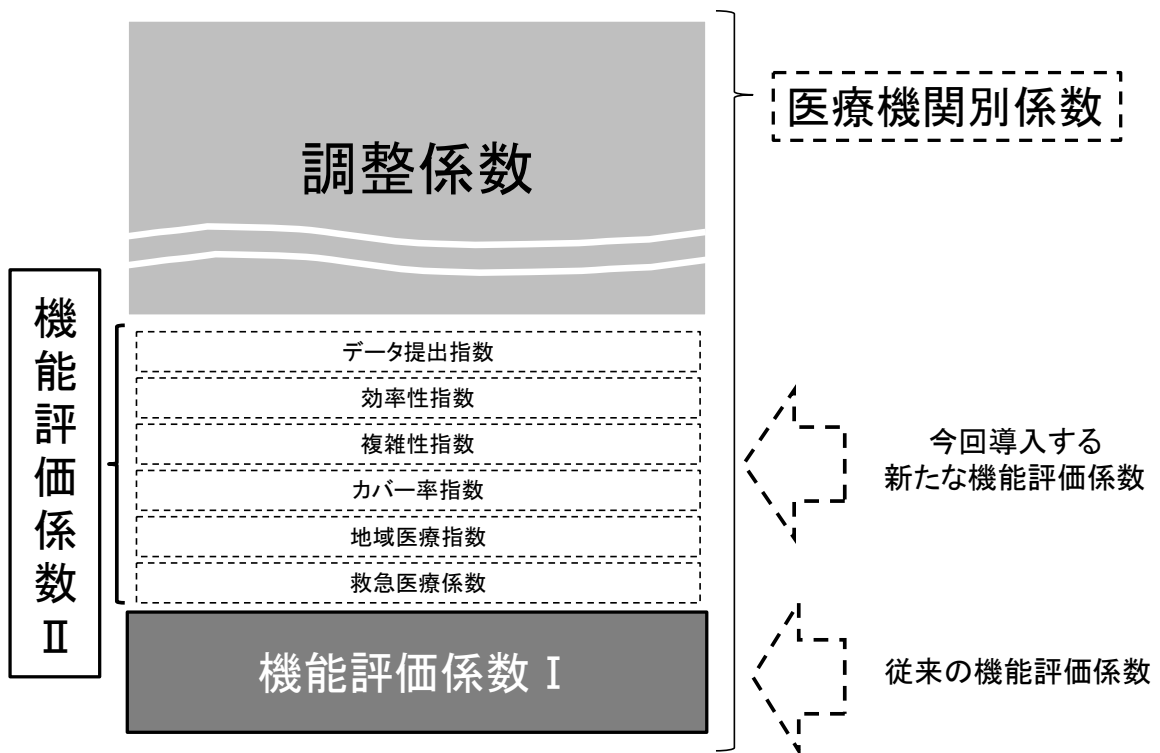 調整係数
医療機関別係数
機能評価係数Ⅱ
データ提出指数
効率性指数
複雑性指数
カバー率指数
地域医療指数
救急医療係数
今回導入する
新たな機能評価係数
機能評価係数Ⅰ
従来の機能評価係数